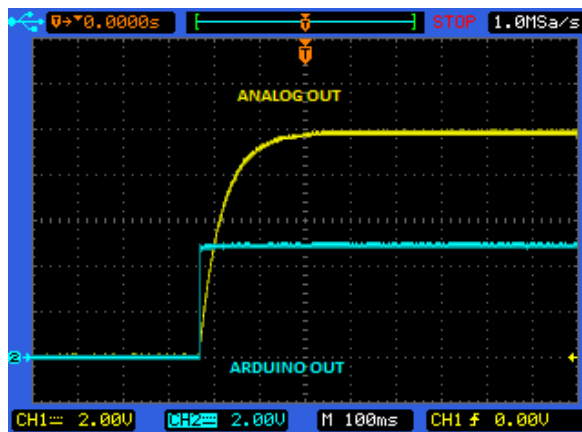 T→▼0.0000s [ T ] STOP 1.0MSa/s
T
ANALOG OUT
2
ARDUINO OUT
CH1 2.00V CH2 2.00V M 100ms CH1 0.00V